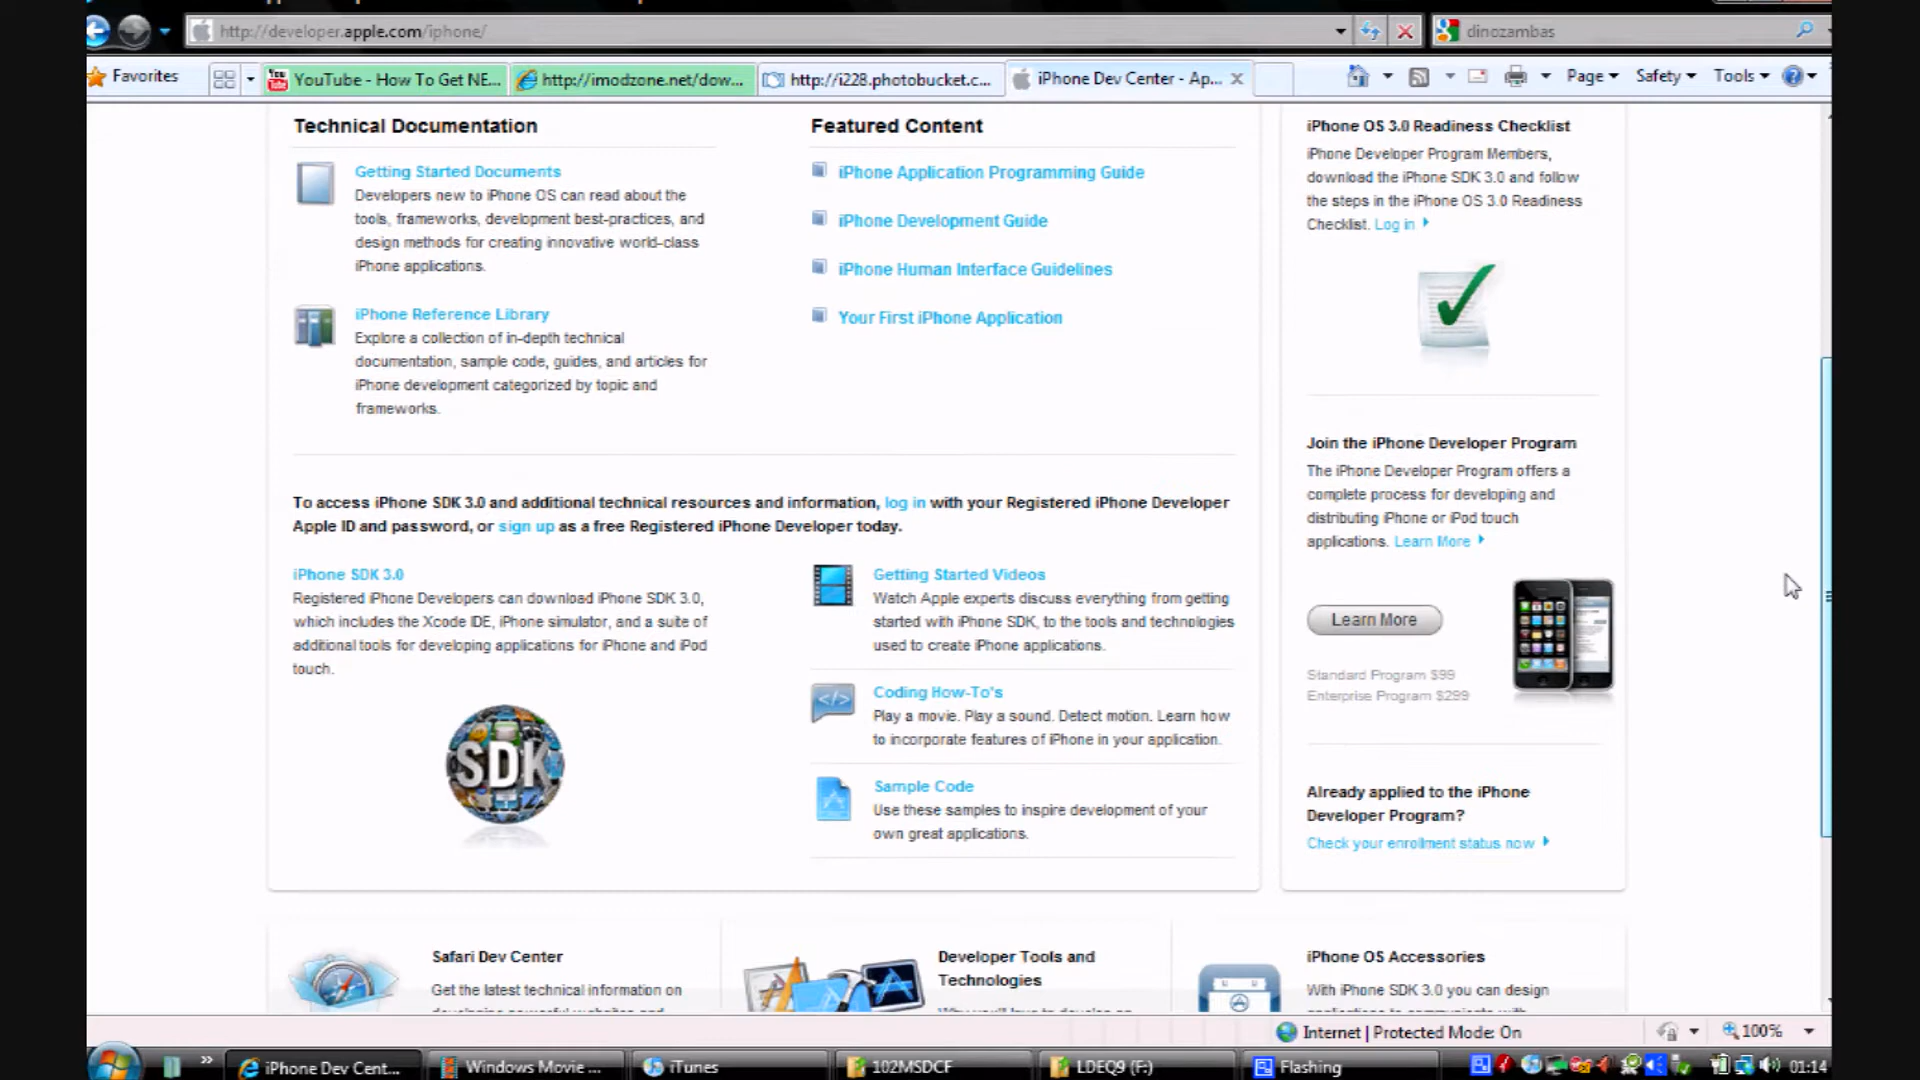 http://developer.apple.com/iphone/
dinozambas
Favorites
YouTube - How To Get NE...
http://imodzone.net/dow...
http://i228.photobucket.c...
iPhone Dev Center - Ap...
Page
Safety
Tools
Technical Documentation
Getting Started Documents
Developers new to iPhone OS can read about the
tools, frameworks, development best-practices, and
design methods for creating innovative world-class
iPhone applications.
iPhone Reference Library
Explore a collection of in-depth technical
documentation, sample code, guides, and articles for
iPhone development categorized by topic and
frameworks.
Featured Content
iPhone Application Programming Guide
iPhone Development Guide
iPhone Human Interface Guidelines
Your First iPhone Application
iPhone OS 3.0 Readiness Checklist
iPhone Developer Program Members,
download the iPhone SDK 3.0 and follow
the steps in the iPhone OS 3.0 Readiness
Checklist. Log in
To access iPhone SDK 3.0 and additional technical resources and information, log in with your Registered iPhone Developer
Apple ID and password, or sign up as a free Registered iPhone Developer today.
iPhone SDK 3.0
Registered iPhone Developers can download iPhone SDK 3.0,
which includes the Xcode IDE, iPhone simulator, and a suite of
additional tools for developing applications for iPhone and iPod
touch.
SDK
Getting Started Videos
Watch Apple experts discuss everything from getting
started with iPhone SDK, to the tools and technologies
used to create iPhone applications.
Coding How-To's
Play a movie. Play a sound. Detect motion. Learn how
to incorporate features of iPhone in your application.
Sample Code
Use these samples to inspire development of your
own great applications.
Join the iPhone Developer Program
The iPhone Developer Program offers a
complete process for developing and
distributing iPhone or iPod touch
applications. Learn More
Learn More
Standard Program $99
Enterprise Program $299
Already applied to the iPhone
Developer Program?
Check your enrollment status now
Safari Dev Center
Get the latest technical information on
Developer Tools and
Technologies
iPhone OS Accessories
With iPhone SDK 3.0 you can design
Internet | Protected Mode: On
100%
iPhone Dev Cent...
Windows Movie ...
iTunes
102MSDCF
LDEQ9 (F:)
Flashing
01:14